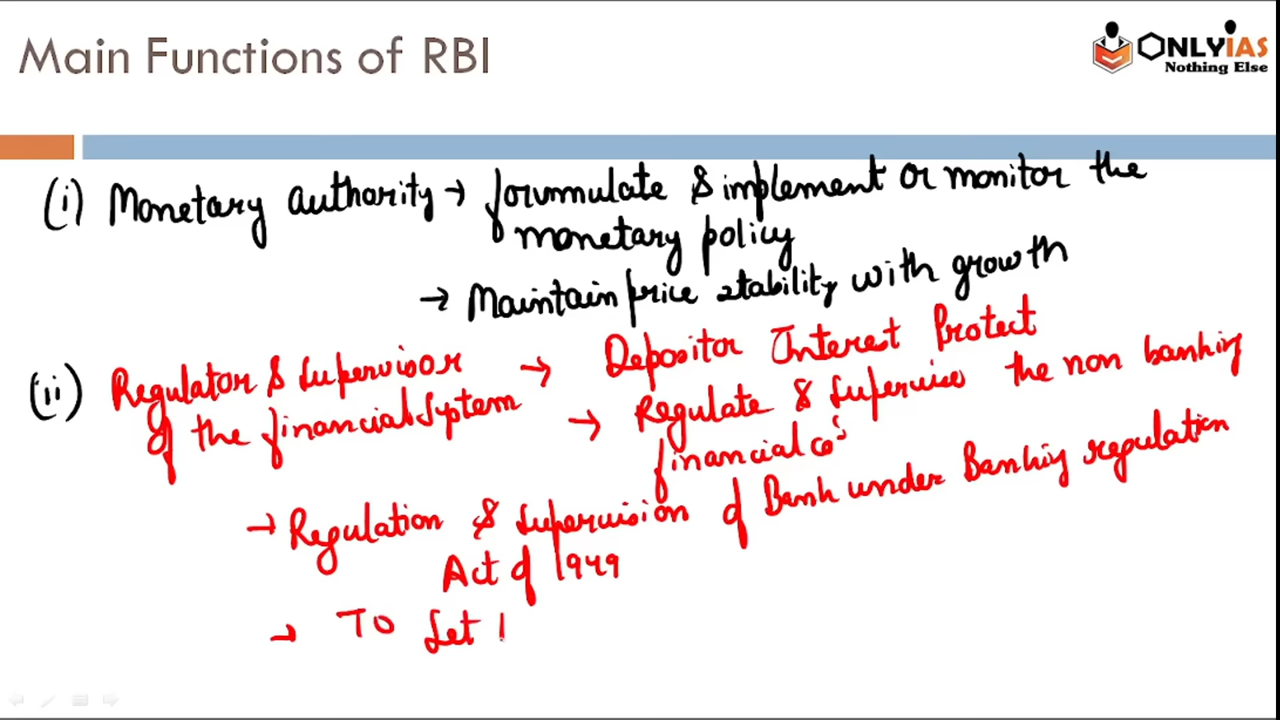 Main Functions of RBI
ONLYIAS
Nothing Else
(i) Monetary authority → formulate & implement or monitor the
monetary policy
→ Maintain price stability with growth
(ii) Regulator & Supervisor → Depositor Interest Protect
of the financial System → Regulate & Supervise the non banking
financial co's
→ Regulation & Supervision of Bank under Banking regulation
Act of 1949
→ To Set